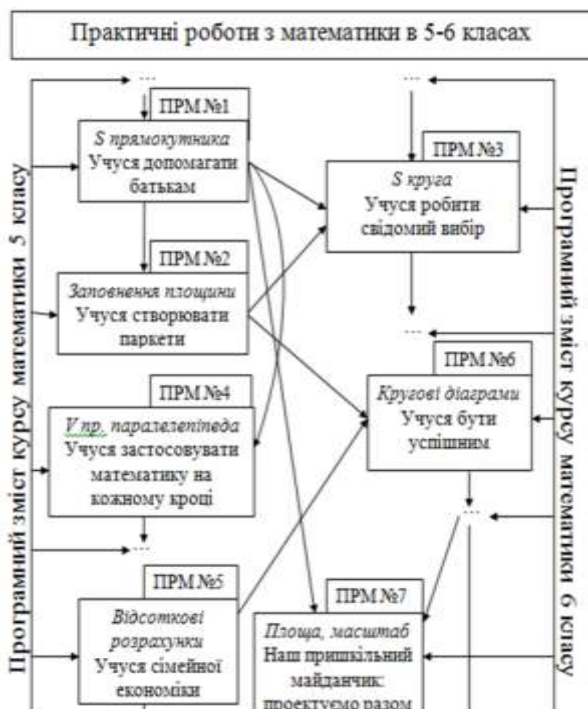 Практичні роботи з математики в 5-6 класах
Програмний зміст курсу математики 5 класу
...
ПРМ №1
S прямокутника
Учуся допомагати
батькам
ПРМ №2
Заповнення площини
Учуся створювати
паркети
ПРМ №4
V пр. паралелепіпеда
Учуся застосовувати
математику на
кожному кроці
...
ПРМ №5
Відсоткові
розрахунки
Учуся сімейної
економіки
...
ПРМ №3
S круга
Учуся робити
свідомий вибір
...
ПРМ №6
Кругові діаграми
Учуся бути
успішним
...
ПРМ №7
Площа, масштаб
Наш пришкільний
майданчик:
проектуємо разом
Програмний зміст курсу математики 6 класу